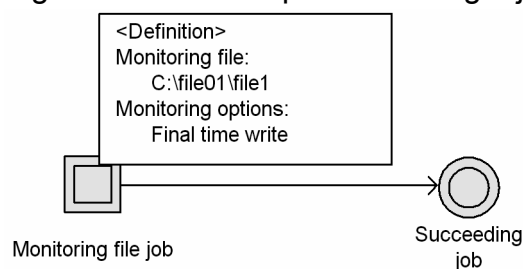 <Definition>
Monitoring file:
C:\file01\file1
Monitoring options:
Final time write
Monitoring file job
Succeeding
job